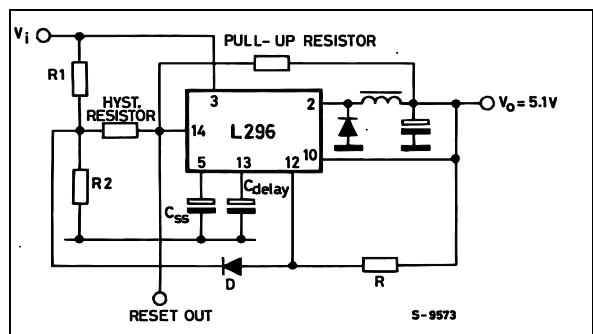 Vi
PULL-UP RESISTOR
R1
HYST.
RESISTOR
3
2
Vo = 5.1V
14
L296
10
5
13
12
R2
Css
Cdelay
D
R
RESET OUT
S-9573